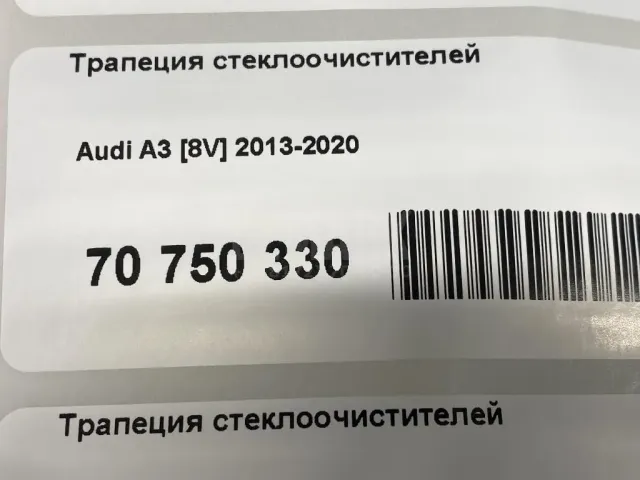 Трапеция стеклоочистителей
Audi A3 [8V] 2013-2020
70 750 330
Трапеция стеклоочистителей